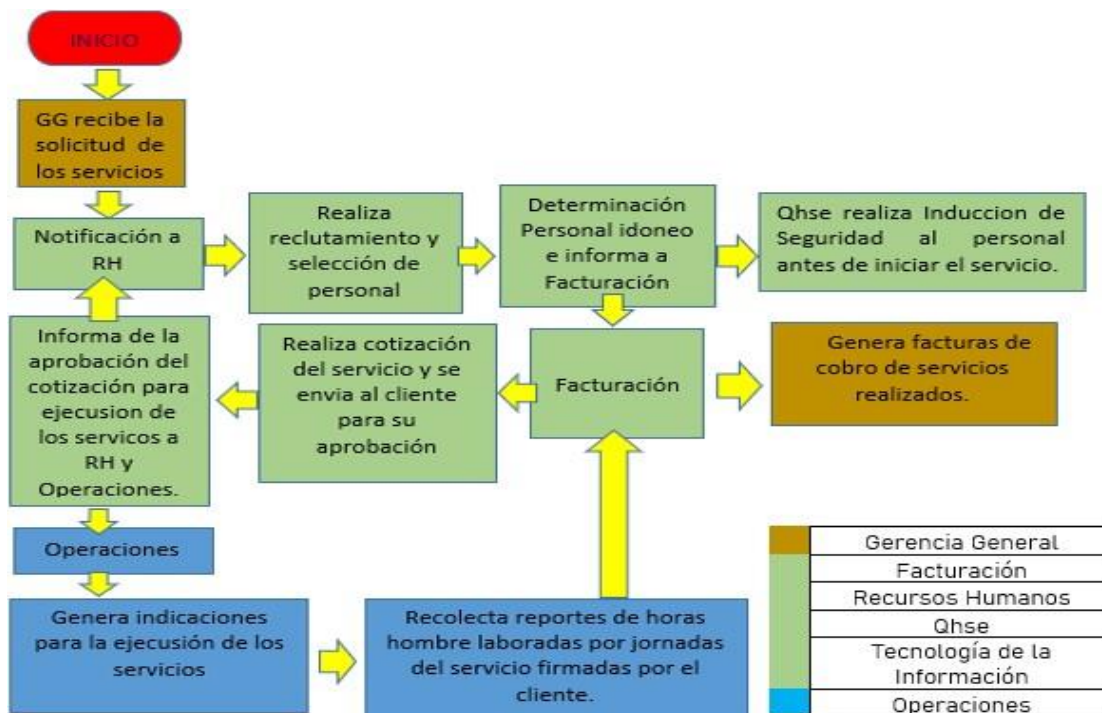 INICIO
GG recibe la
solicitud de
los servicios
Notificación a
RH
Realiza
reclutamiento y
selección de
personal
Determinación
Personal idoneo
e informa a
Facturación
Qhse realiza Induccion de
Seguridad al personal
antes de iniciar el servicio.
Informa de la
aprobación del
cotización para
ejecusion de
los servicos a
RH y
Operaciones.
Realiza cotización
del servicio y se
envia al cliente
para su
aprobación
Facturación
Genera facturas de
cobro de servicios
realizados.
Operaciones
Genera indicaciones
para la ejecución de los
servicios
Recolecta reportes de horas
hombre laboradas por jornadas
del servicio firmadas por el
cliente.
Gerencia General
Facturación
Recursos Humanos
Qhse
Tecnología de la
Información
Operaciones